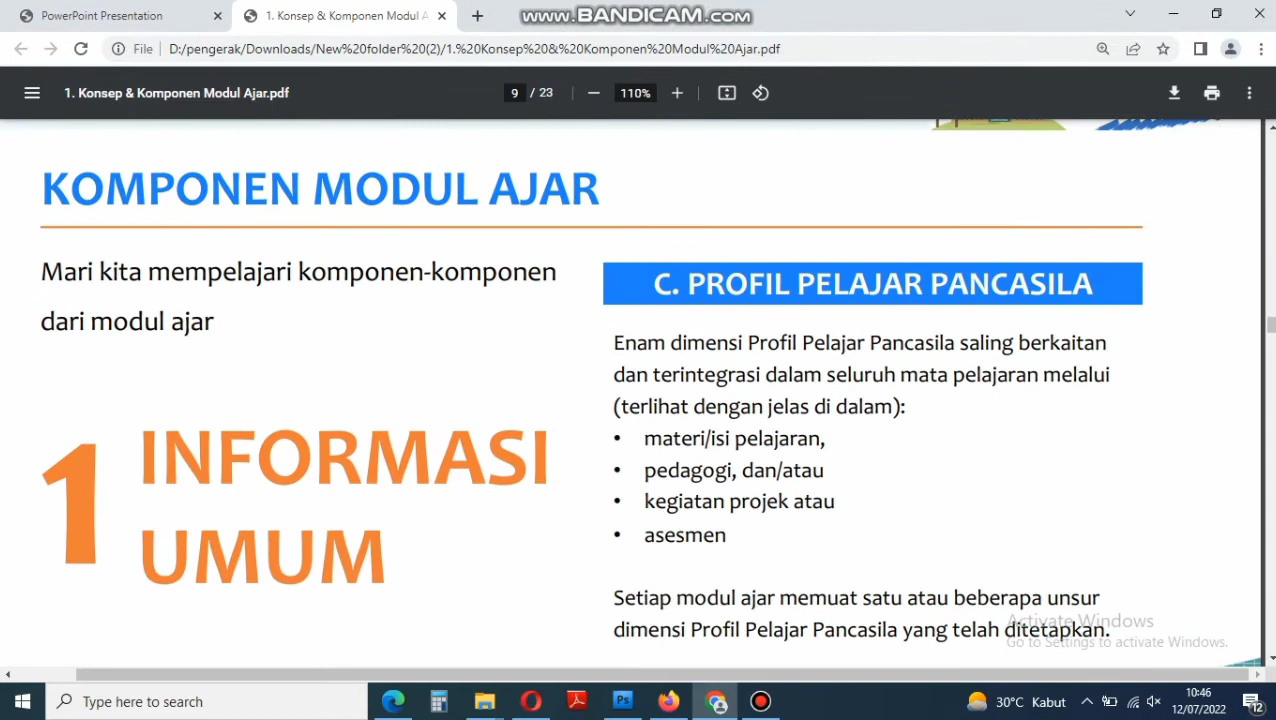 PowerPoint Presentation
1. Konsep & Komponen Modul A
www.BANDICAM.com
File
D:/pengerak/Downloads/New%20folder%20(2)/1.%20Konsep%20&%20Komponen%20Modul%20Ajar.pdf
1. Konsep & Komponen Modul Ajar.pdf
9 / 23
110%
KOMPONEN MODUL AJAR
Mari kita mempelajari komponen-komponen
dari modul ajar
1 INFORMASI
UMUM
C. PROFIL PELAJAR PANCASILA
Enam dimensi Profil Pelajar Pancasila saling berkaitan
dan terintegrasi dalam seluruh mata pelajaran melalui
(terlihat dengan jelas di dalam):
• materi/isi pelajaran,
• pedagogi, dan/atau
• kegiatan projek atau
• asesmen
Setiap modul ajar memuat satu atau beberapa unsur
dimensi Profil Pelajar Pancasila yang telah ditetapkan.
Activate Windows
Go to Settings to activate Windows.
Type here to search
Ps
30°C Kabut
10:46
12/07/2022
12